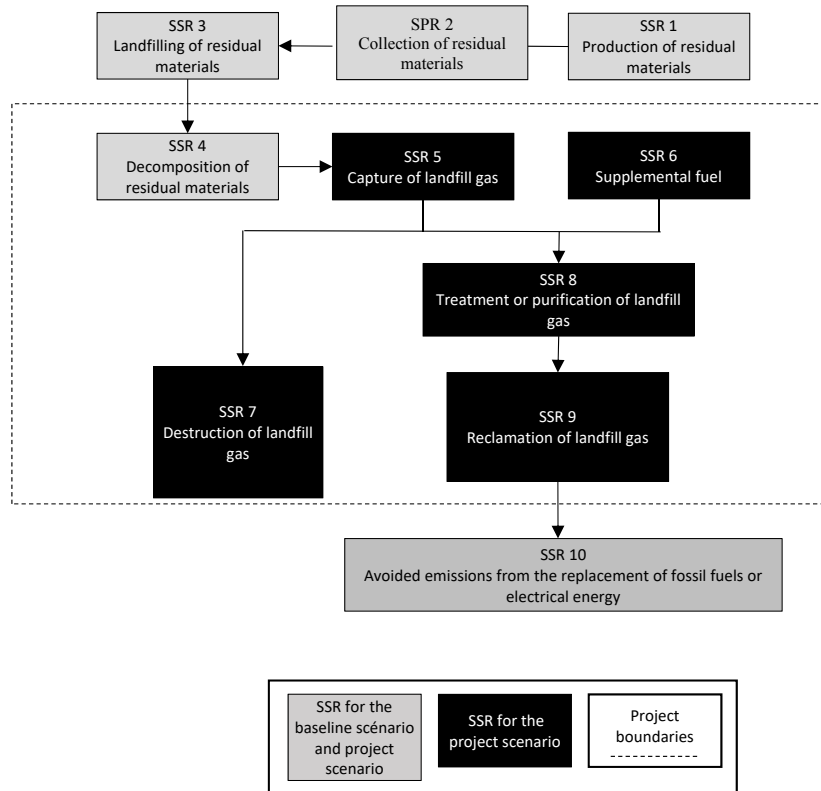 SSR 3
Landfilling of residual
materials
SPR 2
Collection of residual
materials
SSR 1
Production of residual
materials
SSR 4
Decomposition of
residual materials
SSR 5
Capture of landfill gas
SSR 6
Supplemental fuel
SSR 8
Treatment or purification of landfill
gas
SSR 7
Destruction of landfill
gas
SSR 9
Reclamation of landfill gas
SSR 10
Avoided emissions from the replacement of fossil fuels or
electrical energy
SSR for the
baseline scénario
and project
scenario
SSR for the
project scenario
Project
boundaries